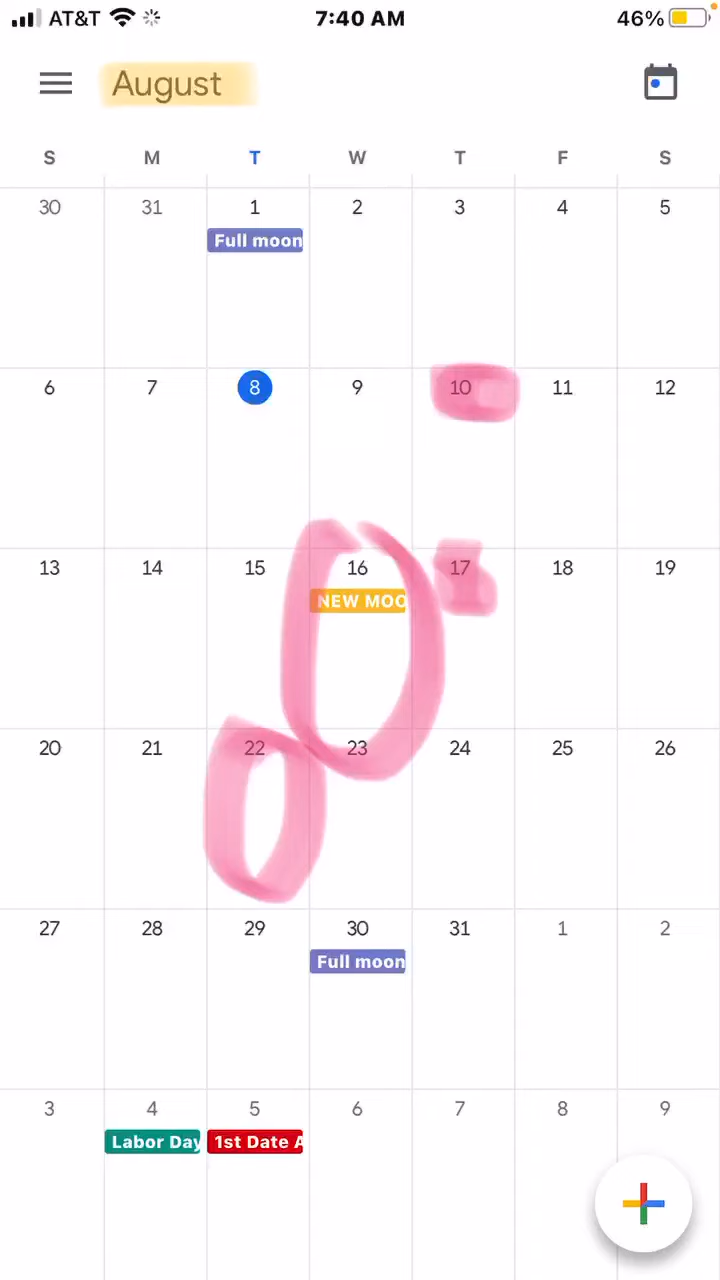 AT&T 7:40 AM 46%
August
S M T W T F S
30 31 1 2 3 4 5
Full moon
6 7 8 9 10 11 12
13 14 15 16 17 18 19
NEW MOO
20 21 22 23 24 25 26
27 28 29 30 31 1 2
Full moon
3 4 5 6 7 8 9
Labor Day 1st Date A